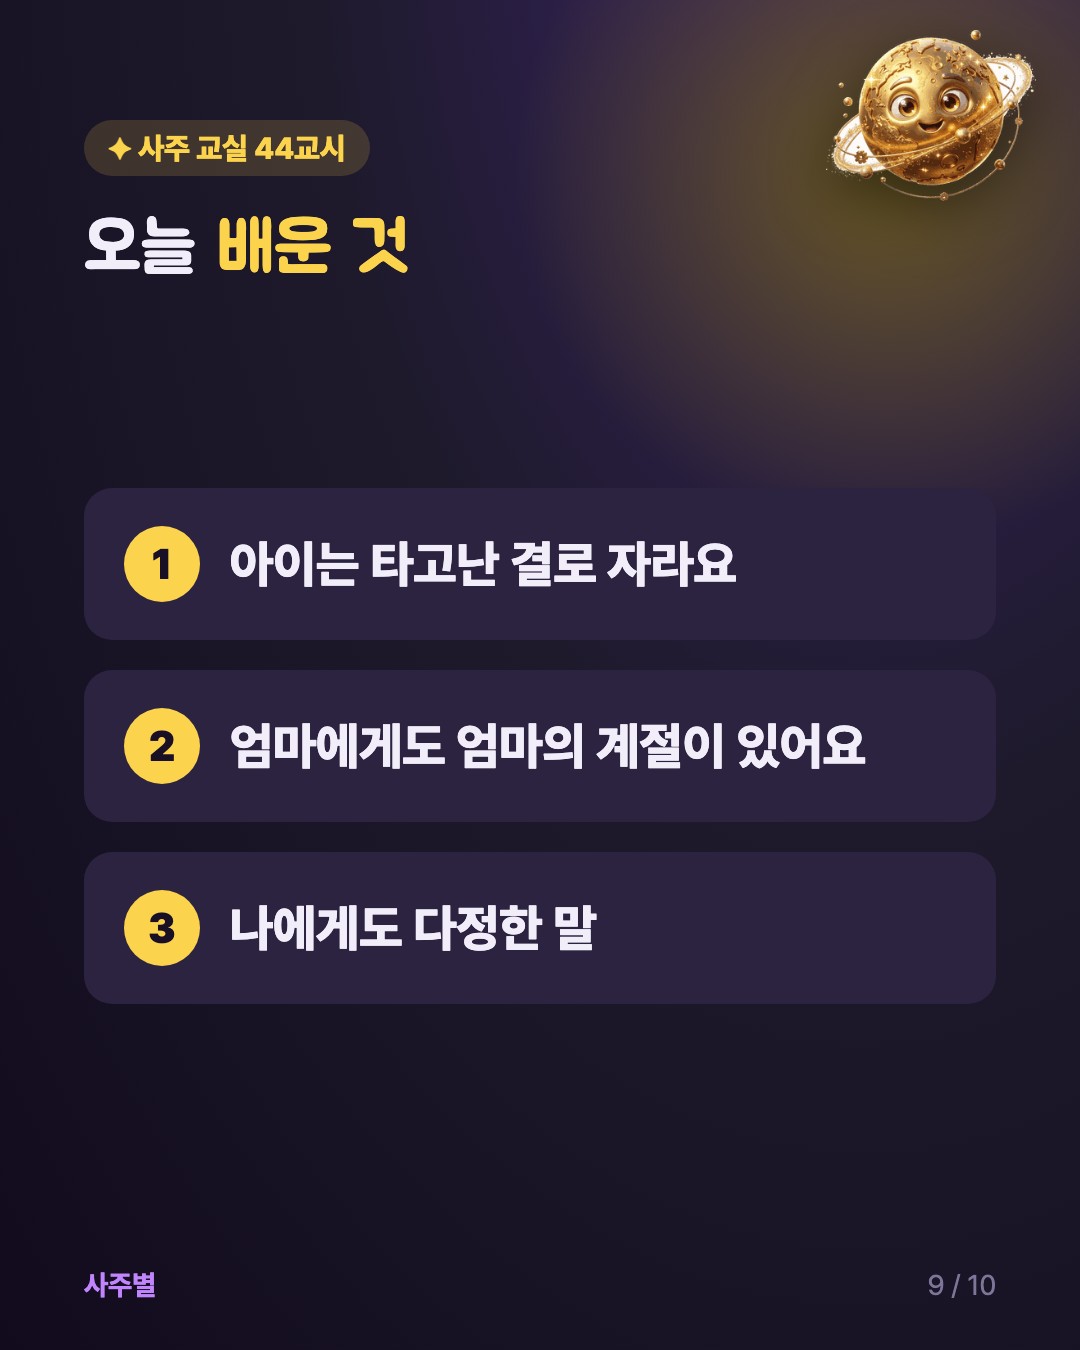 ✦ 사주 교실 44교시
오늘 배운 것
1 아이는 타고난 결로 자라요
2 엄마에게도 엄마의 계절이 있어요
3 나에게도 다정한 말
사주별
9 / 10